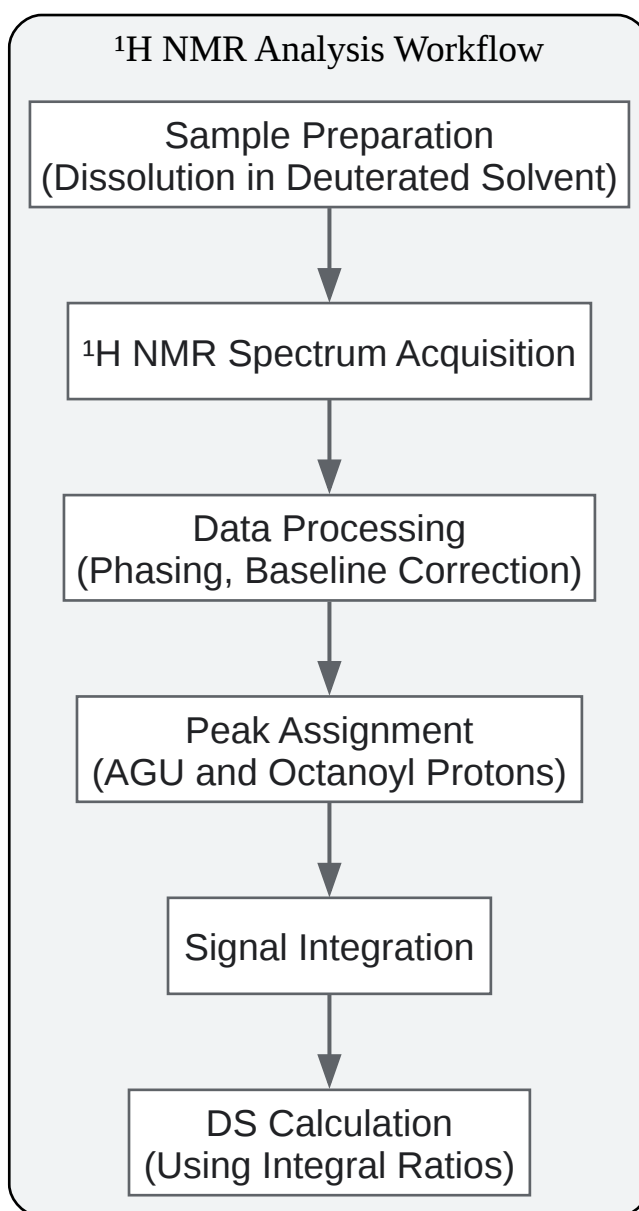 ¹H NMR Analysis Workflow
Sample Preparation
(Dissolution in Deuterated Solvent)
¹H NMR Spectrum Acquisition
Data Processing
(Phasing, Baseline Correction)
Peak Assignment
(AGU and Octanoyl Protons)
Signal Integration
DS Calculation
(Using Integral Ratios)